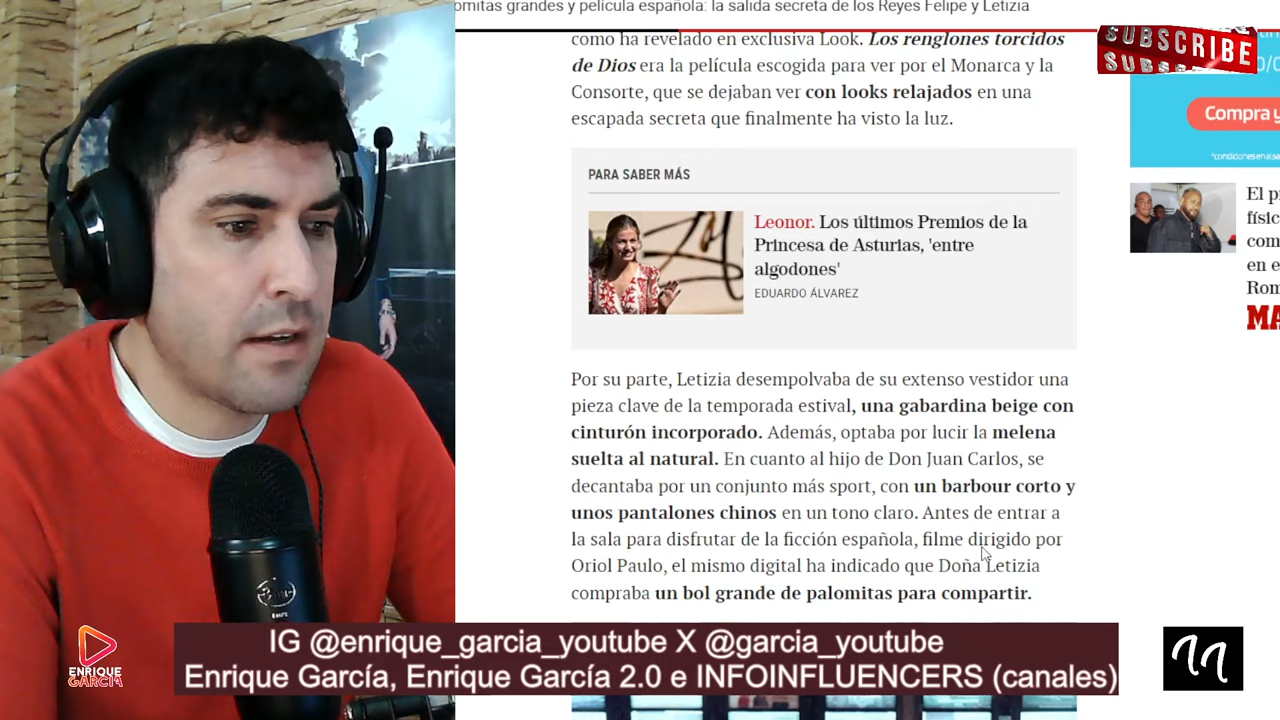 omitas grandes y película española: la salida secreta de los Reyes Felipe y Letizia
SUBSCRIBE
como ha revelado en exclusiva Look. Los renglones torcidos
de Dios era la película escogida para ver por el Monarca y la
Consorte, que se dejaban ver con looks relajados en una
escapada secreta que finalmente ha visto la luz.
Compra y
PARA SABER MÁS
Leonor. Los últimos Premios de la
Princesa de Asturias, 'entre
algodones'
EDUARDO ÁLVAREZ
El p
físic
com
en e
Rom
MA
Por su parte, Letizia desempolvaba de su extenso vestidor una
pieza clave de la temporada estival, una gabardina beige con
cinturón incorporado. Además, optaba por lucir la melena
suelta al natural. En cuanto al hijo de Don Juan Carlos, se
decantaba por un conjunto más sport, con un barbour corto y
unos pantalones chinos en un tono claro. Antes de entrar a
la sala para disfrutar de la ficción española, filme dirigido por
Oriol Paulo, el mismo digital ha indicado que Doña Letizia
compraba un bol grande de palomitas para compartir.
IG @enrique_garcia_youtube X @garcia_youtube
Enrique García, Enrique García 2.0 e INFOINFLUENCERS (canales)
ENRIQUE
GARCÍA